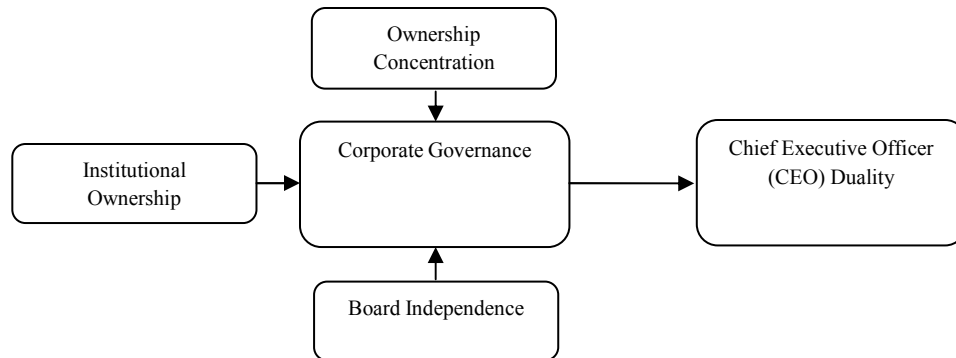 Ownership
Concentration
Corporate Governance
Chief Executive Officer
(CEO) Duality
Institutional
Ownership
Board Independence